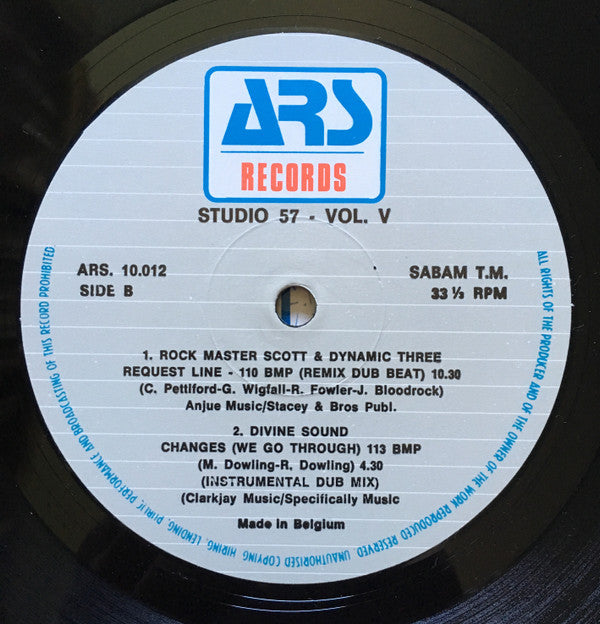 ARS
RECORDS
STUDIO 57 - VOL. V
ARS. 10.012
SIDE B
SABAM T.M.
33 ⅓ RPM
1. ROCK MASTER SCOTT & DYNAMIC THREE
REQUEST LINE - 110 BMP (REMIX DUB BEAT) 10.30
(C. Pettiford-G. Wigfall-R. Fowler-J. Bloodrock)
Anjue Music/Stacey & Bros Publ.
2. DIVINE SOUND
CHANGES (WE GO THROUGH) 113 BMP
(M. Dowling-R. Dowling) 4.30
(INSTRUMENTAL DUB MIX)
(Clarkjay Music/Specifically Music
Made in Belgium
ALL RIGHTS OF THE PRODUCER AND OF THE OWNER OF THE WORK REPRODUCED RESERVED. UNAUTHORISED COPYING, HIRING, LENDING, PUBLIC PERFORMANCE AND BROADCASTING OF THIS RECORD PROHIBITED.